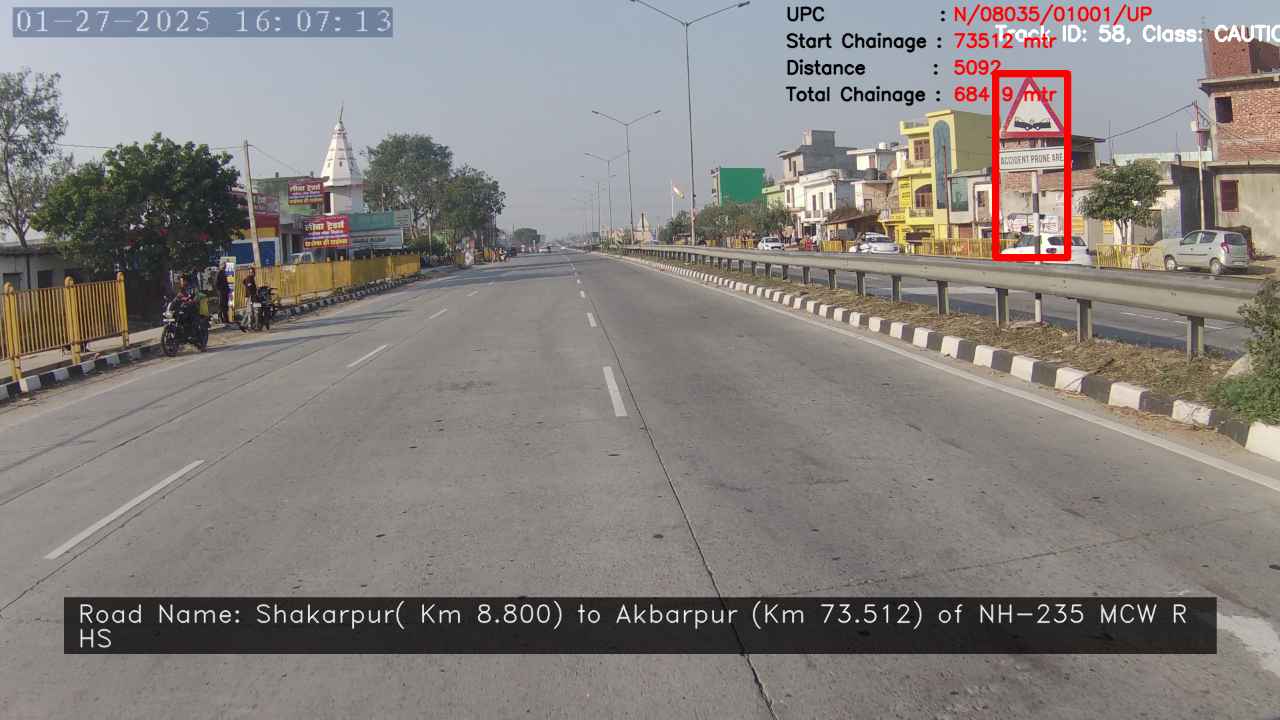 01-27-2025 16:07:13
UPC : N/08035/01001/UP
Track ID: 58, Class: CAUTIO
Start Chainage : 73512 mtr
Distance : 5092
Total Chainage : 684 9 mtr
ACCIDENT PRONE AREA
Road Name: Shakarpur( Km 8.800) to Akbarpur (Km 73.512) of NH-235 MCW R
HS